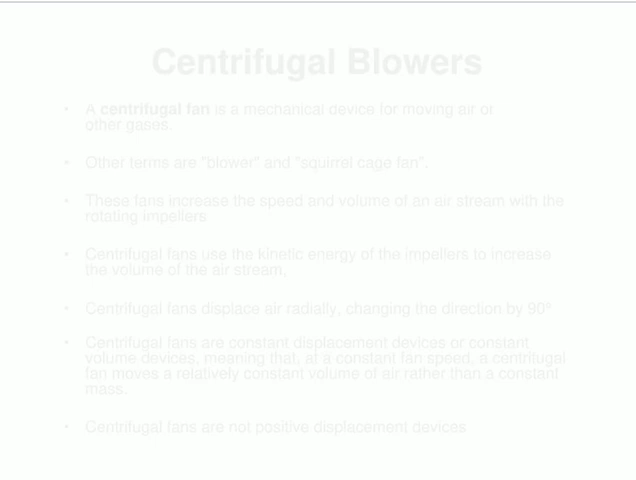 Centrifugal Blowers
• A centrifugal fan is a mechanical device for moving air or
other gases.
• Other terms are "blower" and "squirrel cage fan".
• These fans increase the speed and volume of an air stream with the
rotating impellers
• Centrifugal fans use the kinetic energy of the impellers to increase
the volume of the air stream,
• Centrifugal fans displace air radially, changing the direction by 90º
• Centrifugal fans are constant displacement devices or constant
volume devices, meaning that, at a constant fan speed, a centrifugal
fan moves a relatively constant volume of air rather than a constant
mass.
• Centrifugal fans are not positive displacement devices